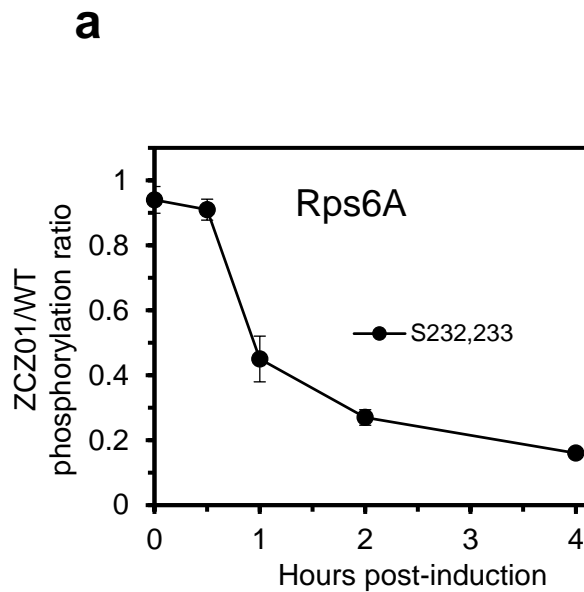 a
Rps6A
S232,233
ZCZ01/WT
phosphorylation ratio
1
0.8
0.6
0.4
0.2
0
0 1 2 3 4
Hours post-induction